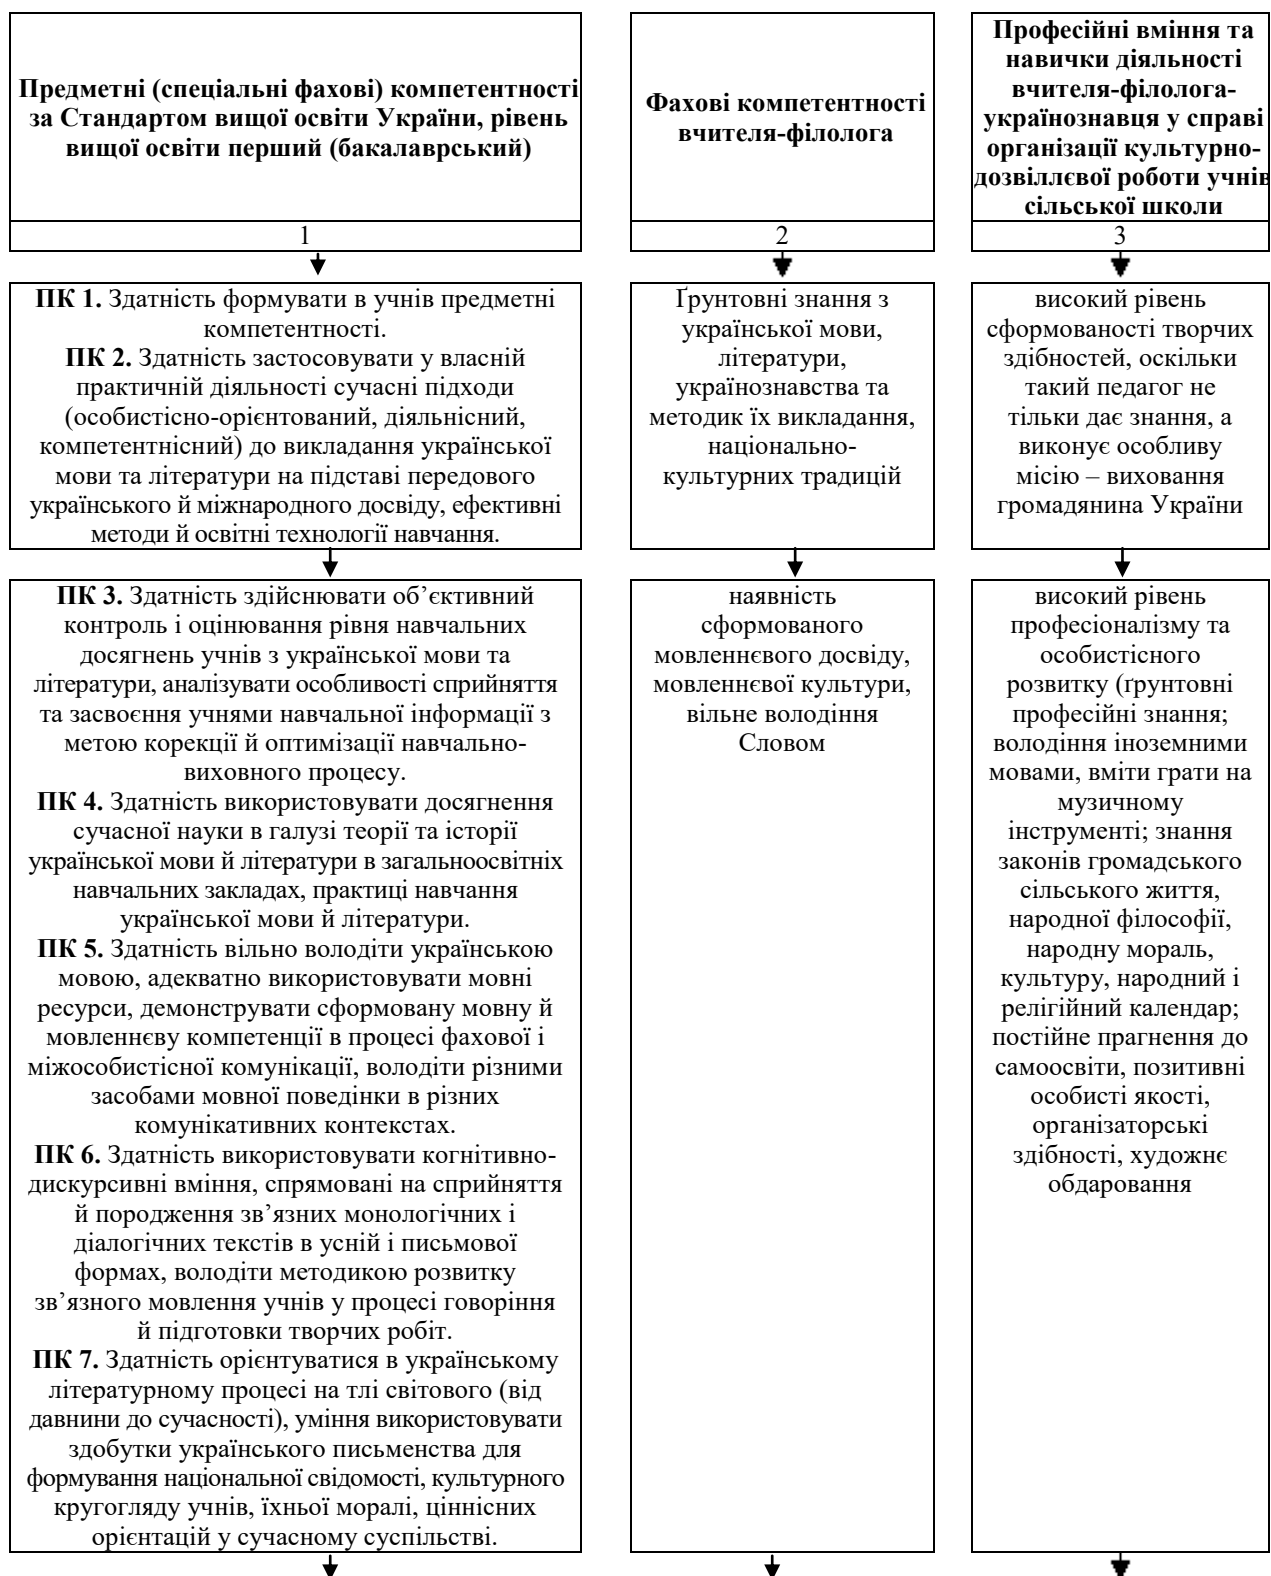 Предметні (спеціальні фахові) компетентності
за Стандартом вищої освіти України, рівень
вищої освіти перший (бакалаврський)
1
Фахові компетентності
вчителя-філолога
2
Професійні вміння та
навички діяльності
вчителя-філолога-
українознавця у справі
організації культурно-
дозвіллєвої роботи учнів
сільської школи
3
ПК 1. Здатність формувати в учнів предметні
компетентності.
ПК 2. Здатність застосовувати у власній
практичній діяльності сучасні підходи
(особистісно-орієнтований, діяльнісний,
компетентнісний) до викладання української
мови та літератури на підставі передового
українського й міжнародного досвіду, ефективні
методи й освітні технології навчання.
Ґрунтовні знання з
української мови,
літератури,
українознавства та
методик їх викладання,
національно-
культурних традицій
високий рівень
сформованості творчих
здібностей, оскільки
такий педагог не
тільки дає знання, а
виконує особливу
місію – виховання
громадянина України
ПК 3. Здатність здійснювати об’єктивний
контроль і оцінювання рівня навчальних
досягнень учнів з української мови та
літератури, аналізувати особливості сприйняття
та засвоєння учнями навчальної інформації з
метою корекції й оптимізації навчально-
виховного процесу.
ПК 4. Здатність використовувати досягнення
сучасної науки в галузі теорії та історії
української мови й літератури в загальноосвітніх
навчальних закладах, практиці навчання
української мови й літератури.
ПК 5. Здатність вільно володіти українською
мовою, адекватно використовувати мовні
ресурси, демонструвати сформовану мовну й
мовленнєву компетенції в процесі фахової і
міжособистісної комунікації, володіти різними
засобами мовної поведінки в різних
комунікативних контекстах.
ПК 6. Здатність використовувати когнітивно-
дискурсивні вміння, спрямовані на сприйняття
й породження зв’язних монологічних і
діалогічних текстів в усній і письмової
формах, володіти методикою розвитку
зв’язного мовлення учнів у процесі говоріння
й підготовки творчих робіт.
ПК 7. Здатність орієнтуватися в українському
літературному процесі на тлі світового (від
давнини до сучасності), уміння використовувати
здобутки українського письменства для
формування національної свідомості, культурного
кругогляду учнів, їхньої моралі, ціннісних
орієнтацій у сучасному суспільстві.
наявність
сформованого
мовленнєвого досвіду,
мовленнєвої культури,
вільне володіння
Словом
високий рівень
професіоналізму та
особистісного
розвитку (ґрунтовні
професійні знання;
володіння іноземними
мовами, вміти грати на
музичному
інструменті; знання
законів громадського
сільського життя,
народної філософії,
народну мораль,
культуру, народний і
релігійний календар;
постійне прагнення до
самоосвіти, позитивні
особисті якості,
організаторські
здібності, художнє
обдаровання